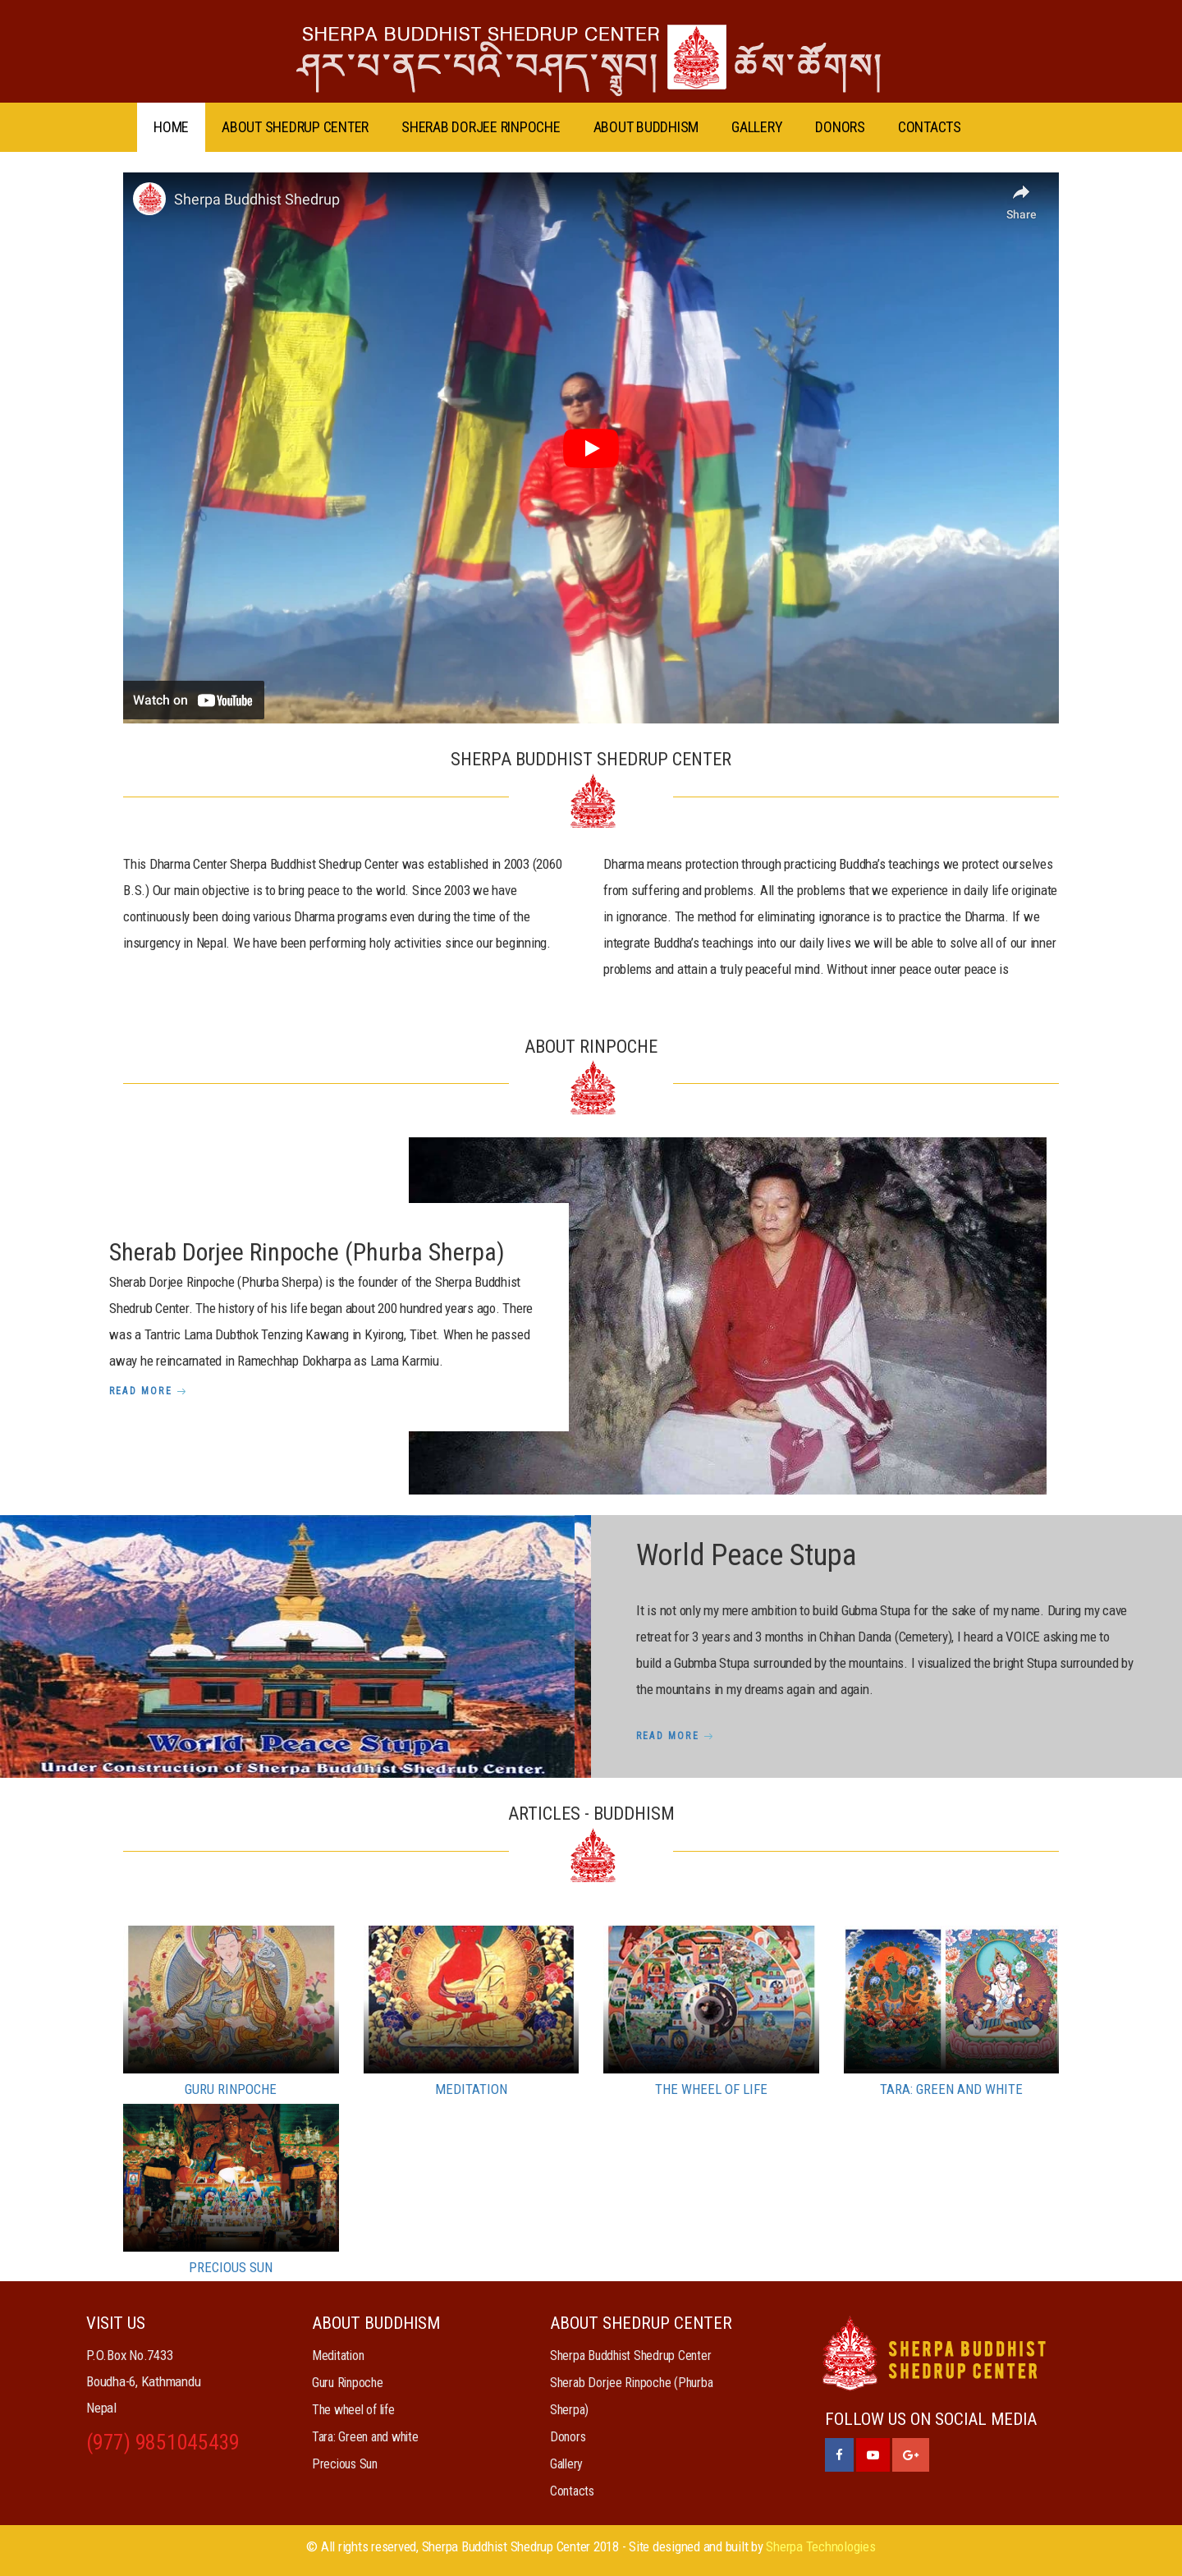 SHERPA BUDDHIST SHEDRUP CENTER
ཤར་པ་ནང་པའི་བཤད་སྒྲུབ། ཆོས་ཚོགས།
HOME ABOUT SHEDRUP CENTER SHERAB DORJEE RINPOCHE ABOUT BUDDHISM GALLERY DONORS CONTACTS
Sherpa Buddhist Shedrup
Share
Watch on YouTube
SHERPA BUDDHIST SHEDRUP CENTER
This Dharma Center Sherpa Buddhist Shedrup Center was established in 2003 (2060
B.S.) Our main objective is to bring peace to the world. Since 2003 we have
continuously been doing various Dharma programs even during the time of the
insurgency in Nepal. We have been performing holy activities since our beginning.
Dharma means protection through practicing Buddha’s teachings we protect ourselves
from suffering and problems. All the problems that we experience in daily life originate
in ignorance. The method for eliminating ignorance is to practice the Dharma. If we
integrate Buddha’s teachings into our daily lives we will be able to solve all of our inner
problems and attain a truly peaceful mind. Without inner peace outer peace is
ABOUT RINPOCHE
Sherab Dorjee Rinpoche (Phurba Sherpa)
Sherab Dorjee Rinpoche (Phurba Sherpa) is the founder of the Sherpa Buddhist
Shedrub Center. The history of his life began about 200 hundred years ago. There
was a Tantric Lama Dubthok Tenzing Kawang in Kyirong, Tibet. When he passed
away he reincarnated in Ramechhap Dokharpa as Lama Karmiu.
READ MORE →
World Peace Stupa
Under Construction of Sherpa Buddhist Shedrub Center.
World Peace Stupa
It is not only my mere ambition to build Gubma Stupa for the sake of my name. During my cave
retreat for 3 years and 3 months in Chihan Danda (Cemetery), I heard a VOICE asking me to
build a Gubmba Stupa surrounded by the mountains. I visualized the bright Stupa surrounded by
the mountains in my dreams again and again.
READ MORE →
ARTICLES - BUDDHISM
GURU RINPOCHE
MEDITATION
THE WHEEL OF LIFE
TARA: GREEN AND WHITE
PRECIOUS SUN
VISIT US
P.O.Box No.7433
Boudha-6, Kathmandu
Nepal
(977) 9851045439
ABOUT BUDDHISM
Meditation
Guru Rinpoche
The wheel of life
Tara: Green and white
Precious Sun
ABOUT SHEDRUP CENTER
Sherpa Buddhist Shedrup Center
Sherab Dorjee Rinpoche (Phurba
Sherpa)
Donors
Gallery
Contacts
SHERPA BUDDHIST
SHEDRUP CENTER
FOLLOW US ON SOCIAL MEDIA
© All rights reserved, Sherpa Buddhist Shedrup Center 2018 - Site designed and built by Sherpa Technologies